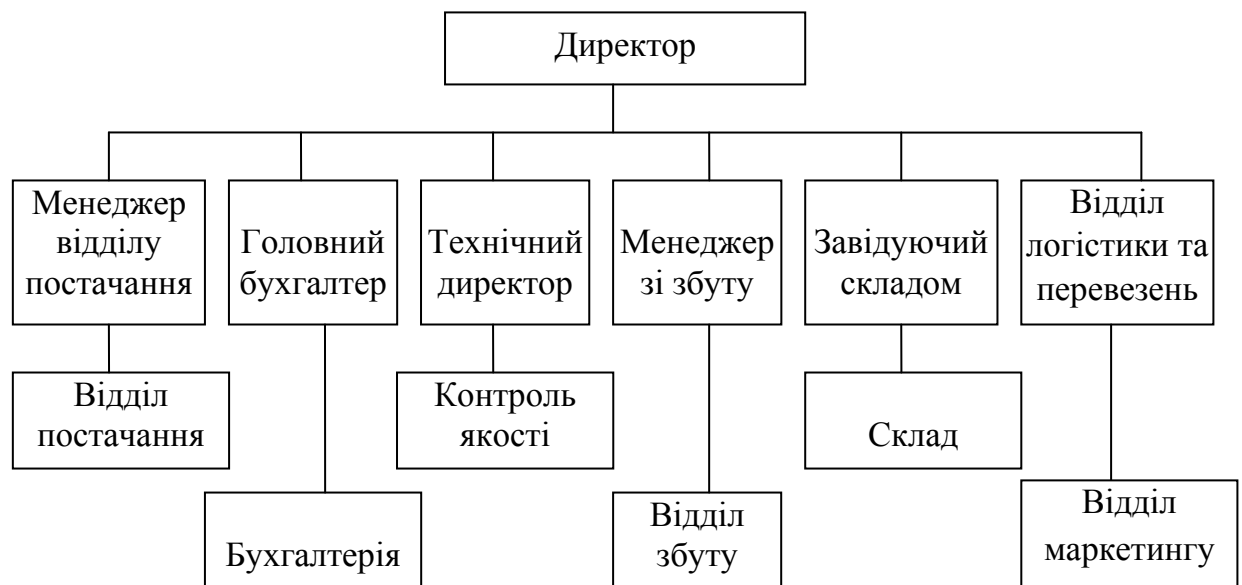 Директор
Менеджер
відділу
постачання
Головний
бухгалтер
Технічний
директор
Менеджер
зі збуту
Завідуючий
складом
Відділ
логістики та
перевезень
Відділ
постачання
Контроль
якості
Склад
Бухгалтерія
Відділ
збуту
Відділ
маркетингу